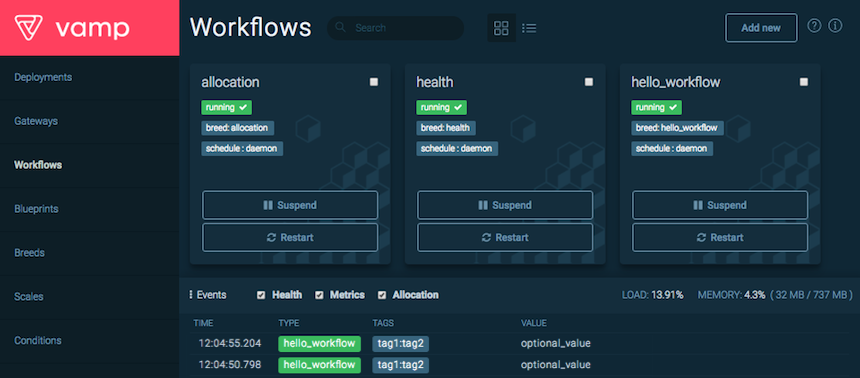 vamp
Workflows
Search
Add new
Deployments
Gateways
Workflows
Blueprints
Breeds
Scales
Conditions
allocation
running
breed: allocation
schedule : daemon
Suspend
Restart
health
running
breed: health
schedule : daemon
Suspend
Restart
hello_workflow
running
breed: hello_workflow
schedule : daemon
Suspend
Restart
Events Health Metrics Allocation LOAD: 13.91% MEMORY: 4.3% ( 32 MB / 737 MB )
TIME TYPE TAGS VALUE
12:04:55.204 hello_workflow tag1:tag2 optional_value
12:04:50.798 hello_workflow tag1:tag2 optional_value